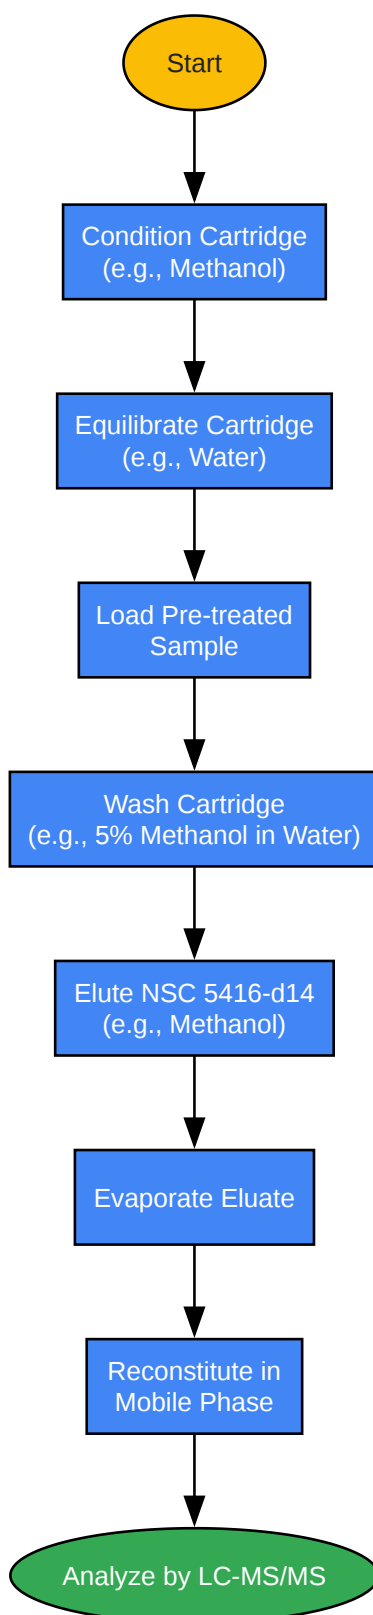 Start
Condition Cartridge
(e.g., Methanol)
Equilibrate Cartridge
(e.g., Water)
Load Pre-treated
Sample
Wash Cartridge
(e.g., 5% Methanol in Water)
Elute NSC 5416-d14
(e.g., Methanol)
Evaporate Eluate
Reconstitute in
Mobile Phase
Analyze by LC-MS/MS